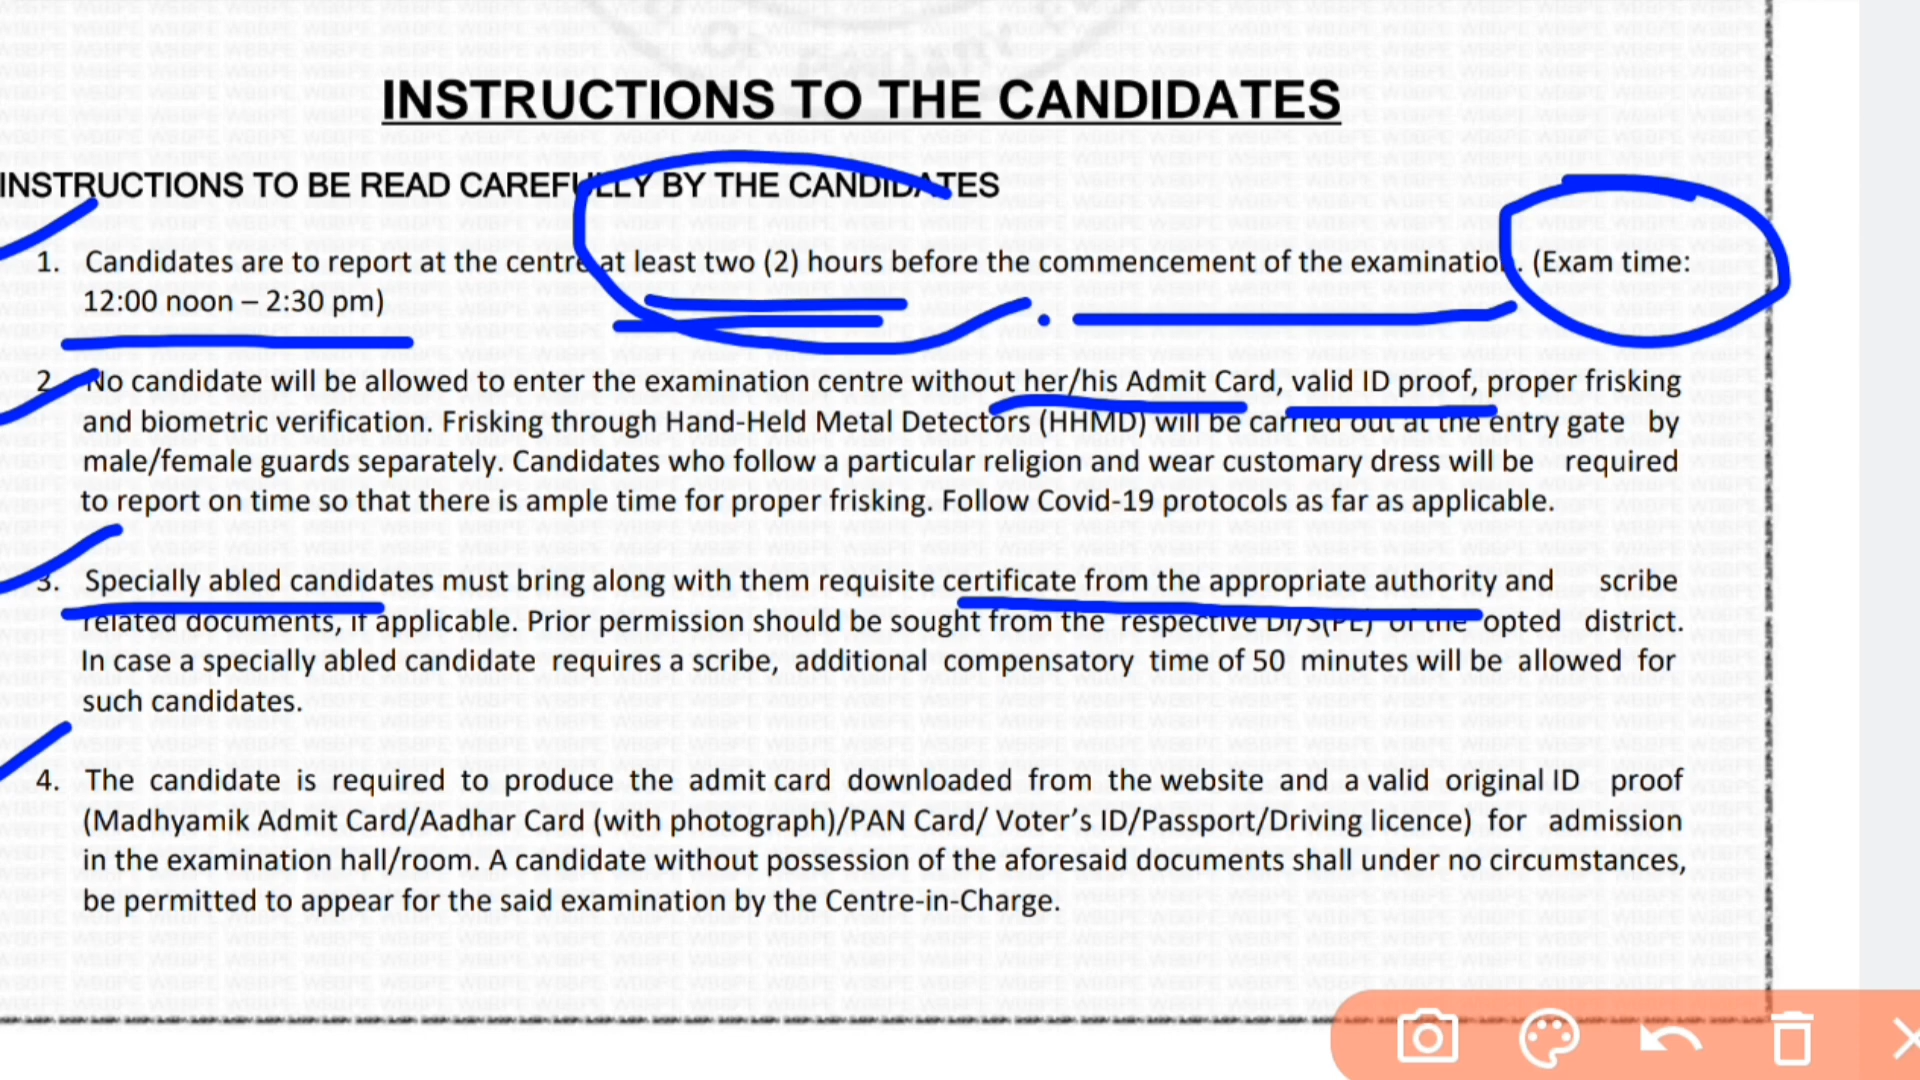 INSTRUCTIONS TO THE CANDIDATES
INSTRUCTIONS TO BE READ CAREFULLY BY THE CANDIDATES
1. Candidates are to report at the centre at least two (2) hours before the commencement of the examination. (Exam time:
12:00 noon – 2:30 pm)
2. No candidate will be allowed to enter the examination centre without her/his Admit Card, valid ID proof, proper frisking
and biometric verification. Frisking through Hand-Held Metal Detectors (HHMD) will be carried out at the entry gate by
male/female guards separately. Candidates who follow a particular religion and wear customary dress will be required
to report on time so that there is ample time for proper frisking. Follow Covid-19 protocols as far as applicable.
3. Specially abled candidates must bring along with them requisite certificate from the appropriate authority and scribe
related documents, if applicable. Prior permission should be sought from the respective DI/S(PE) of the opted district.
In case a specially abled candidate requires a scribe, additional compensatory time of 50 minutes will be allowed for
such candidates.
4. The candidate is required to produce the admit card downloaded from the website and a valid original ID proof
(Madhyamik Admit Card/Aadhar Card (with photograph)/PAN Card/ Voter's ID/Passport/Driving licence) for admission
in the examination hall/room. A candidate without possession of the aforesaid documents shall under no circumstances,
be permitted to appear for the said examination by the Centre-in-Charge.